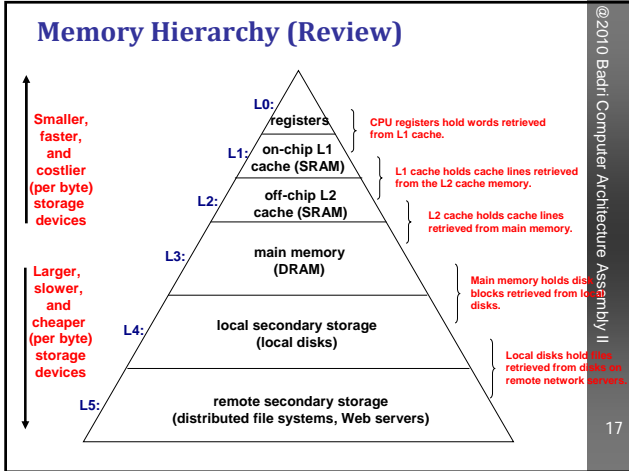 Memory Hierarchy (Review)
Smaller,
faster,
and
costlier
(per byte)
storage
devices
Larger,
slower,
and
cheaper
(per byte)
storage
devices
L0:
registers
L1:
on-chip L1
cache (SRAM)
L2:
off-chip L2
cache (SRAM)
L3:
main memory
(DRAM)
L4:
local secondary storage
(local disks)
L5:
remote secondary storage
(distributed file systems, Web servers)
CPU registers hold words retrieved
from L1 cache.
L1 cache holds cache lines retrieved
from the L2 cache memory.
L2 cache holds cache lines
retrieved from main memory.
Main memory holds disk
blocks retrieved from local
disks.
Local disks hold files
retrieved from disks on
remote network servers.
@2010 Badri Computer Architecture Assembly II
17